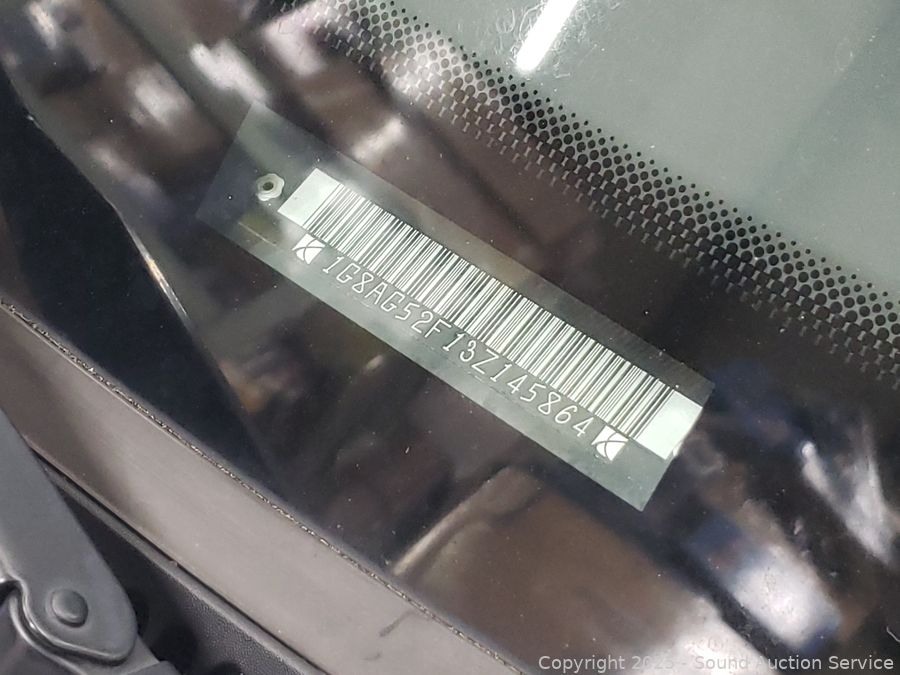 1G8AG52F13Z145864
Copyright 2023 - Sound Auction Service